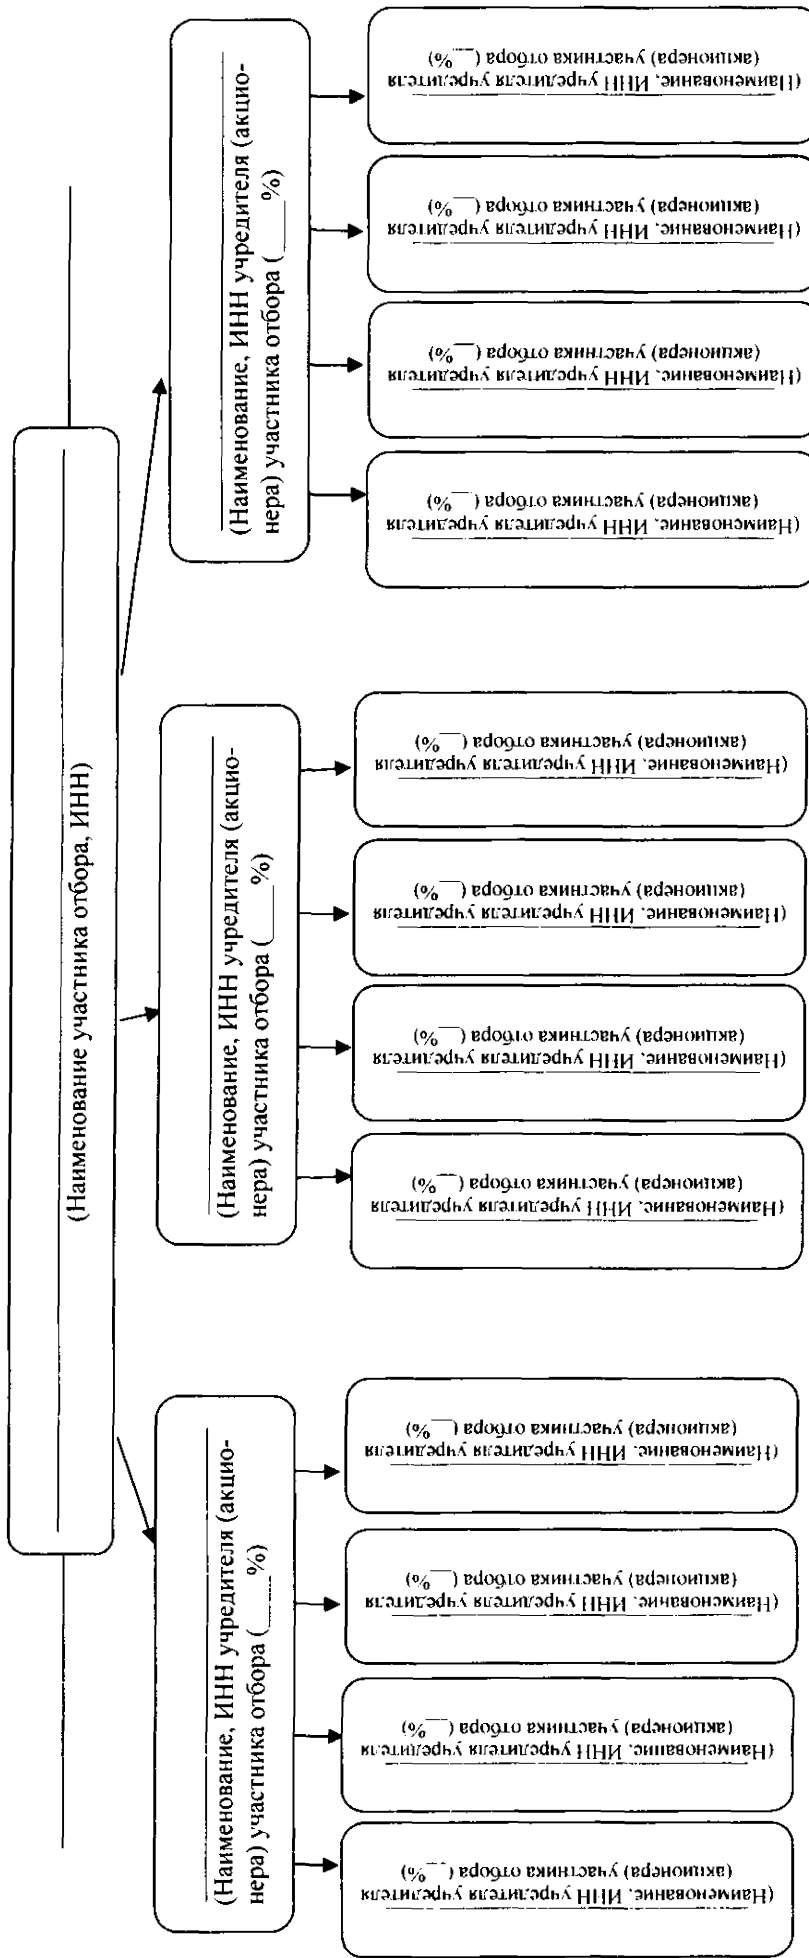 (Наименование участника отбора, ИНН)
(Наименование, ИНН учредителя (акцио-
нера) участника отбора (____%)
(Наименование, ИНН учредителя (акцио-
нера) участника отбора (____%)
(Наименование, ИНН учредителя (акцио-
нера) участника отбора (____%)
(Наименование, ИНН учредителя учредителя
(акционера) участника отбора (__%)
(Наименование, ИНН учредителя учредителя
(акционера) участника отбора (__%)
(Наименование, ИНН учредителя учредителя
(акционера) участника отбора (__%)
(Наименование, ИНН учредителя учредителя
(акционера) участника отбора (__%)
(Наименование, ИНН учредителя учредителя
(акционера) участника отбора (__%)
(Наименование, ИНН учредителя учредителя
(акционера) участника отбора (__%)
(Наименование, ИНН учредителя учредителя
(акционера) участника отбора (__%)
(Наименование, ИНН учредителя учредителя
(акционера) участника отбора (__%)
(Наименование, ИНН учредителя учредителя
(акционера) участника отбора (__%)
(Наименование, ИНН учредителя учредителя
(акционера) участника отбора (__%)
(Наименование, ИНН учредителя учредителя
(акционера) участника отбора (__%)
(Наименование, ИНН учредителя учредителя
(акционера) участника отбора (__%)